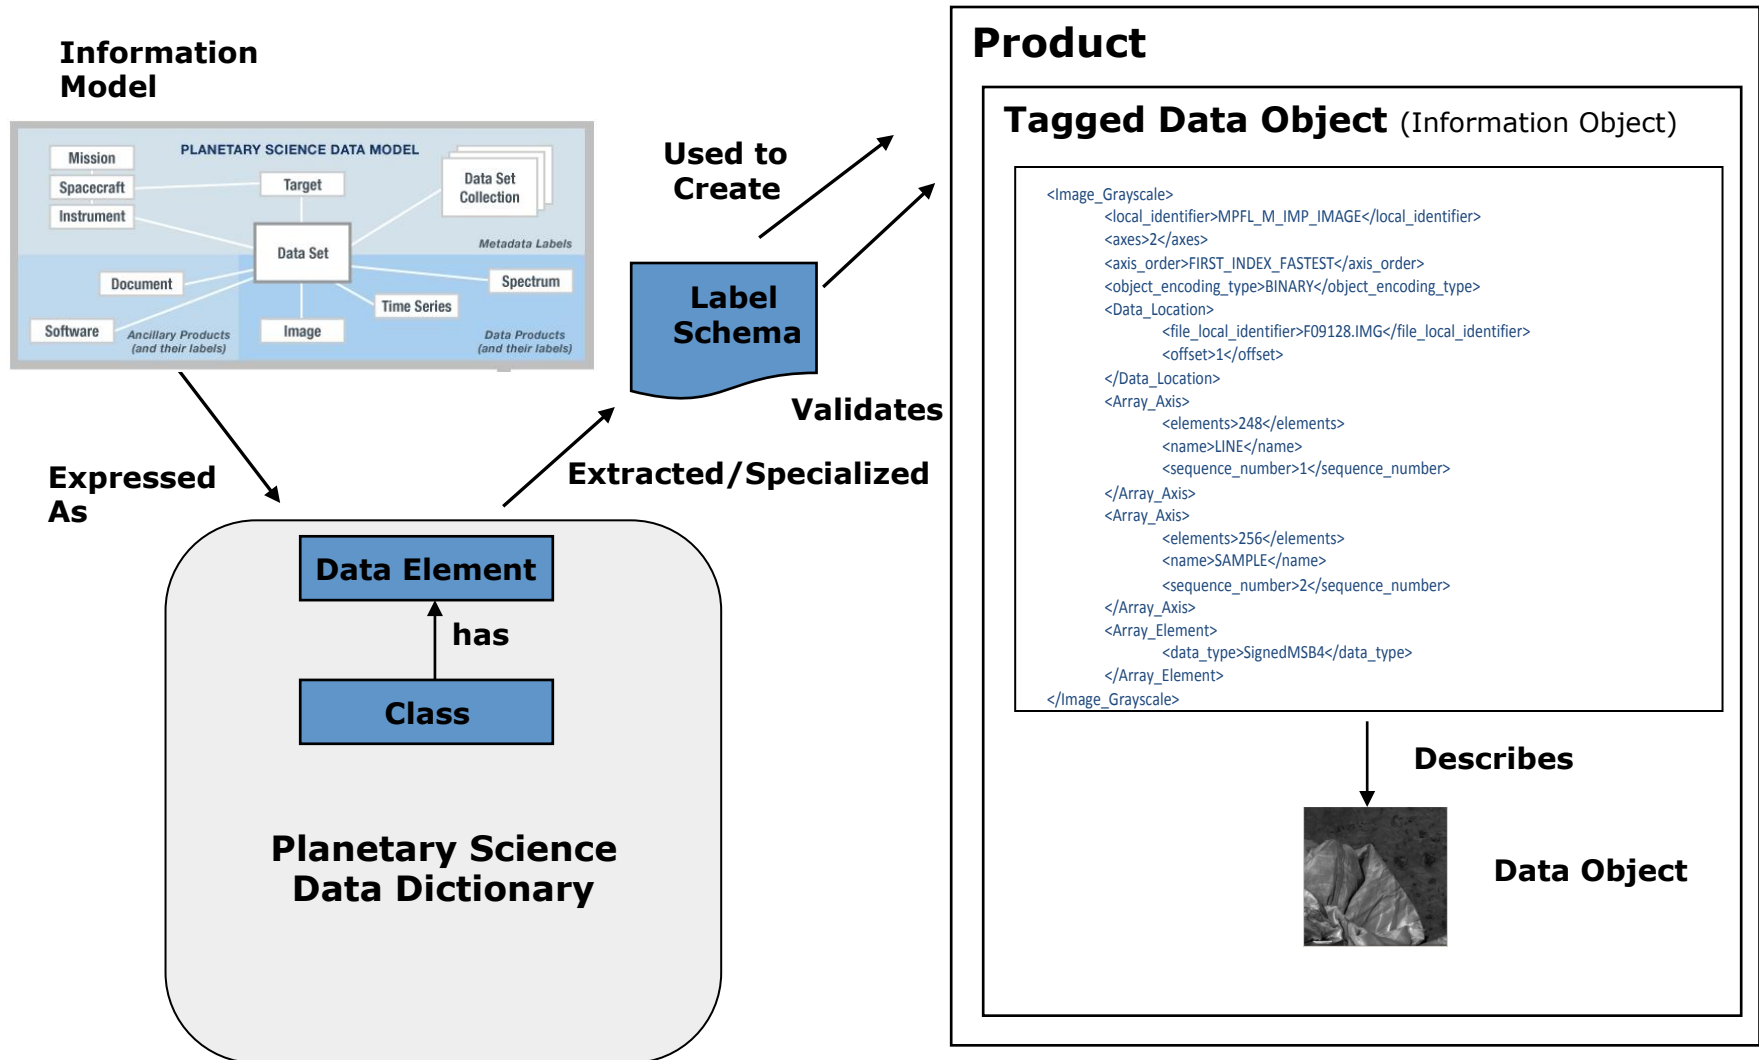 Information
Model
PLANETARY SCIENCE DATA MODEL
Mission
Spacecraft
Instrument
Target
Data Set
Collection
Data Set
Metadata Labels
Document
Software
Ancillary Products
(and their labels)
Image
Time Series
Spectrum
Data Products
(and their labels)
Expressed
As
Data Element
has
Class
Planetary Science
Data Dictionary
Extracted/Specialized
Label
Schema
Used to
Create
Validates
Product
Tagged Data Object (Information Object)
<Image_Grayscale>
<local_identifier>MPFL_M_IMP_IMAGE</local_identifier>
<axes>2</axes>
<axis_order>FIRST_INDEX_FASTEST</axis_order>
<object_encoding_type>BINARY</object_encoding_type>
<Data_Location>
<file_local_identifier>F09128.IMG</file_local_identifier>
<offset>1</offset>
</Data_Location>
<Array_Axis>
<elements>248</elements>
<name>LINE</name>
<sequence_number>1</sequence_number>
</Array_Axis>
<Array_Axis>
<elements>256</elements>
<name>SAMPLE</name>
<sequence_number>2</sequence_number>
</Array_Axis>
<Array_Element>
<data_type>SignedMSB4</data_type>
</Array_Element>
</Image_Grayscale>
Describes
Data Object